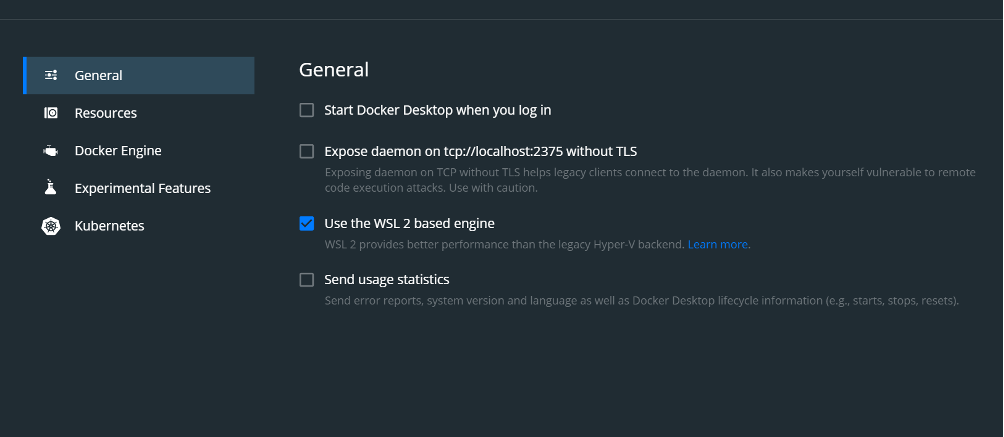 General
Resources
Docker Engine
Experimental Features
Kubernetes
General
Start Docker Desktop when you log in
Expose daemon on tcp://localhost:2375 without TLS
Exposing daemon on TCP without TLS helps legacy clients connect to the daemon. It also makes yourself vulnerable to remote
code execution attacks. Use with caution.
Use the WSL 2 based engine
WSL 2 provides better performance than the legacy Hyper-V backend. Learn more.
Send usage statistics
Send error reports, system version and language as well as Docker Desktop lifecycle information (e.g., starts, stops, resets).